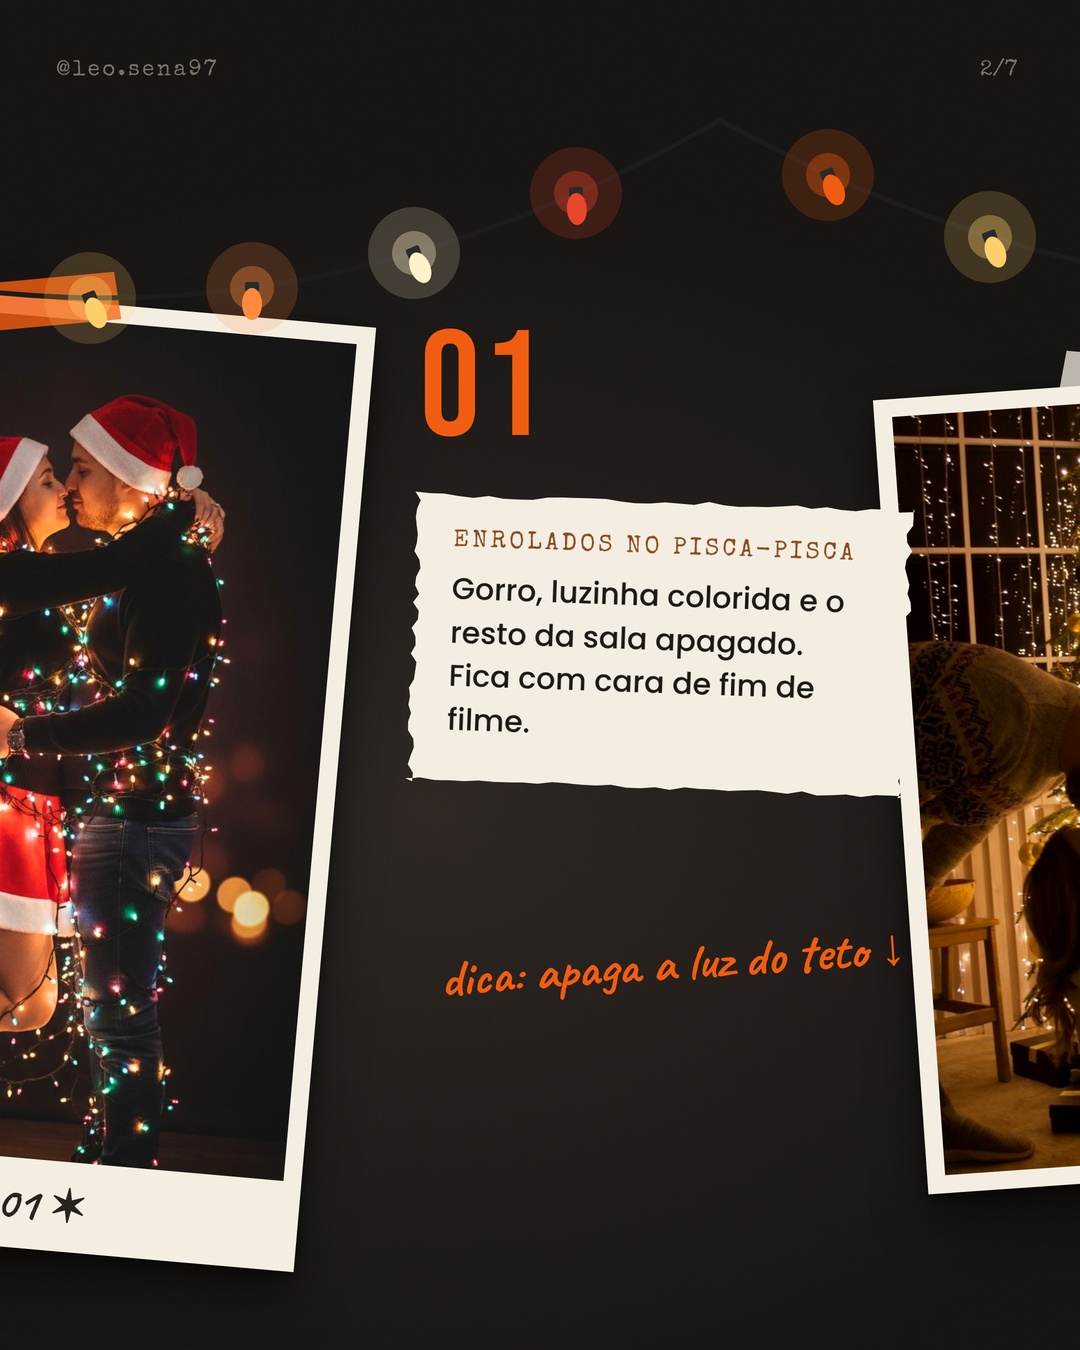 @leo.sena97
2/7
01
ENROLADOS NO PISCA-PISCA
Gorro, luzinha colorida e o
resto da sala apagado.
Fica com cara de fim de
filme.
dica: apaga a luz do teto ↓
01 ✶